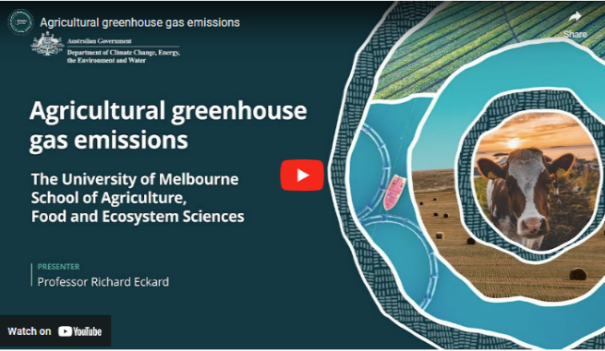 Agricultural greenhouse gas emissions
Share
Australian Government
Department of Climate Change, Energy,
the Environment and Water
Agricultural greenhouse
gas emissions
The University of Melbourne
School of Agriculture,
Food and Ecosystem Sciences
PRESENTER
Professor Richard Eckard
Watch on YouTube